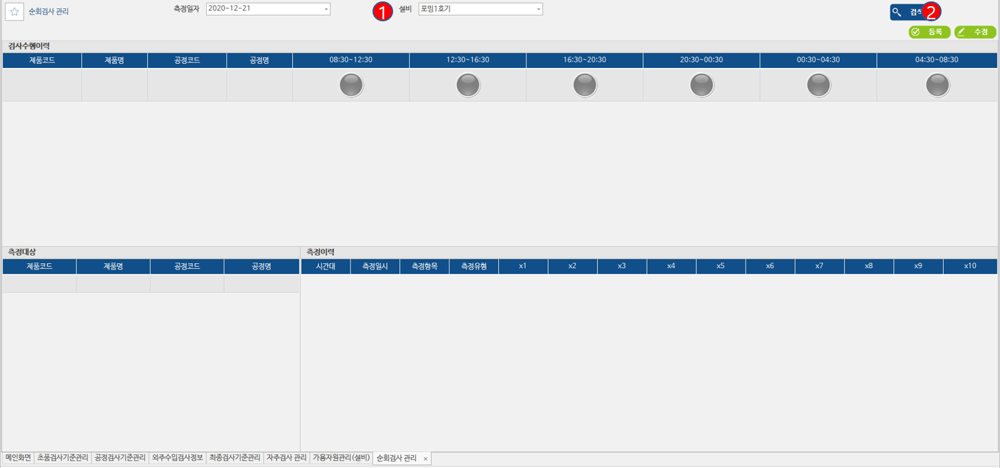 순회검사 관리 측정일자 2020-12-21 1 설비 포밍1호기 검색 2
등록 수정
검사수행이력
제품코드 제품명 공정코드 공정명 08:30~12:30 12:30~16:30 16:30~20:30 20:30~00:30 00:30~04:30 04:30~08:30
측정대상 측정이력
제품코드 제품명 공정코드 공정명 시간대 측정일시 측정항목 측정유형 x1 x2 x3 x4 x5 x6 x7 x8 x9 x10
메인화면 초품검사기준관리 공정검사기준관리 외주수입검사정보 최종검사기준관리 자주검사 관리 가용자원관리(설비) 순회검사 관리 ×